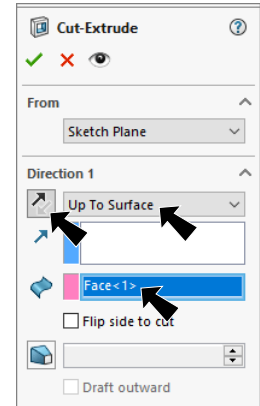 Cut-Extrude
From
Sketch Plane
Direction 1
Up To Surface
Face<1>
Flip side to cut
Draft outward